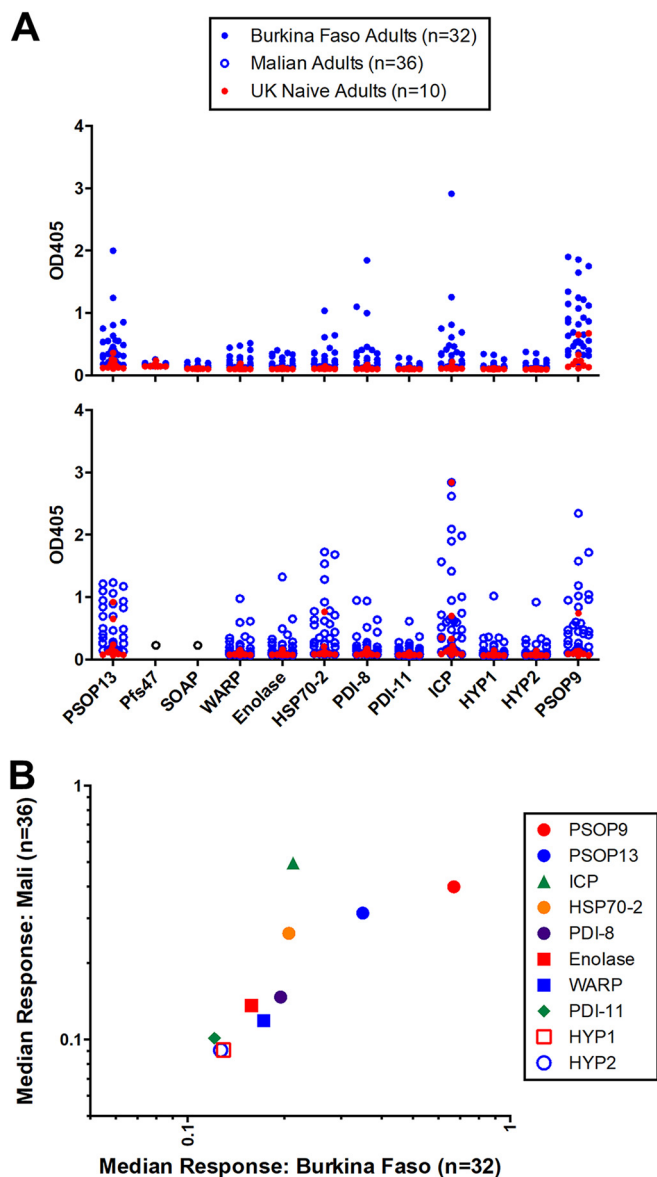 A
Burkina Faso Adults (n=32)
Malian Adults (n=36)
UK Naive Adults (n=10)
4
3
2
1
0
OD405
4
3
2
1
0
OD405
PSOP13
Pfs47
SOAP
WARP
Enolase
HSP70-2
PDI-8
PDI-11
ICP
HYP1
HYP2
PSOP9
B
1
0.1
Median Response: Mali (n=36)
0.1
1
Median Response: Burkina Faso (n=32)
PSOP9
PSOP13
ICP
HSP70-2
PDI-8
Enolase
WARP
PDI-11
HYP1
HYP2